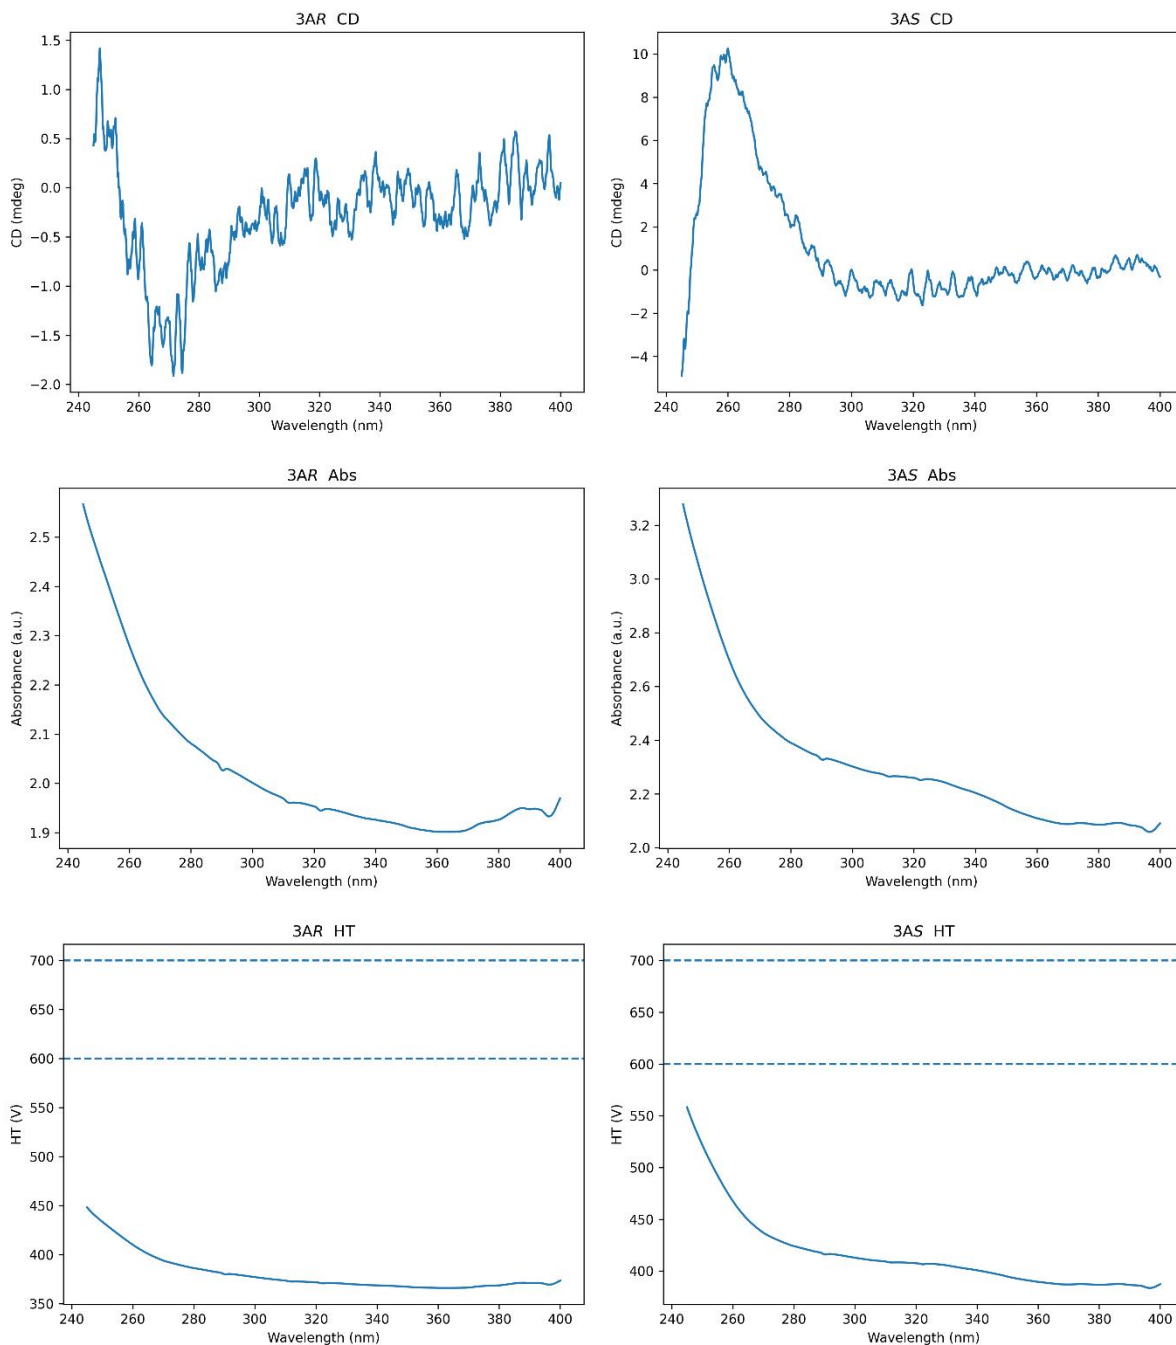 3AR CD
CD (mdeg)
1.5
1.0
0.5
0.0
−0.5
−1.0
−1.5
−2.0
240 260 280 300 320 340 360 380 400
Wavelength (nm)
3AS CD
CD (mdeg)
10
8
6
4
2
0
−2
−4
240 260 280 300 320 340 360 380 400
Wavelength (nm)
3AR Abs
Absorbance (a.u.)
2.5
2.4
2.3
2.2
2.1
2.0
1.9
240 260 280 300 320 340 360 380 400
Wavelength (nm)
3AS Abs
Absorbance (a.u.)
3.2
3.0
2.8
2.6
2.4
2.2
2.0
240 260 280 300 320 340 360 380 400
Wavelength (nm)
3AR HT
HT (V)
700
650
600
550
500
450
400
350
240 260 280 300 320 340 360 380 400
Wavelength (nm)
3AS HT
HT (V)
700
650
600
550
500
450
400
240 260 280 300 320 340 360 380 400
Wavelength (nm)